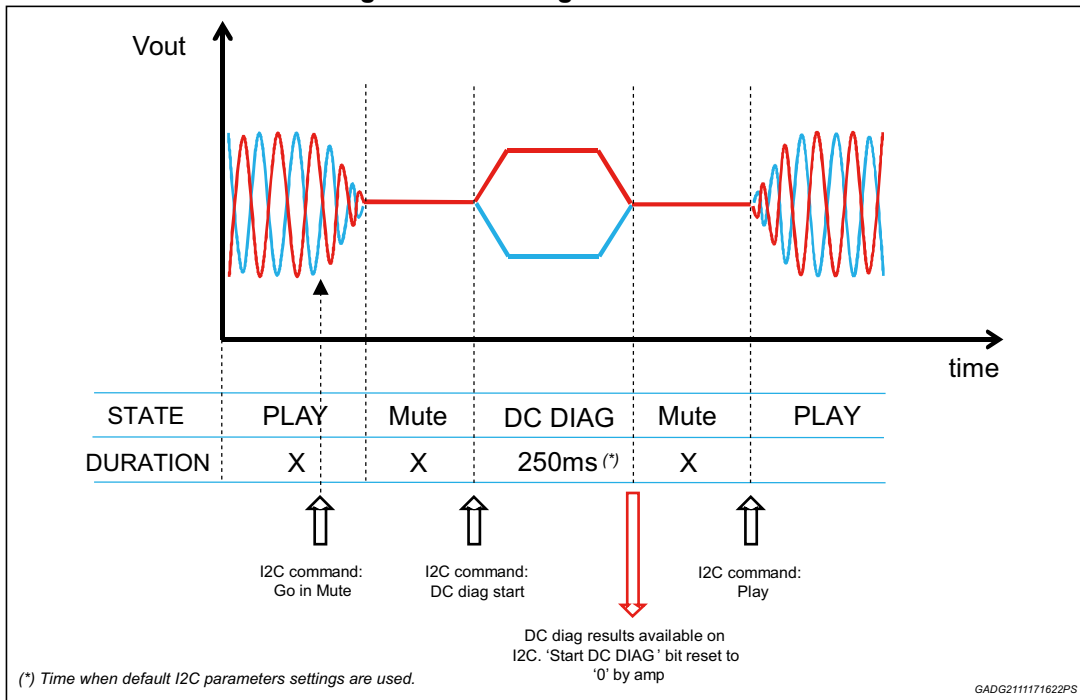 Vout
time
STATE PLAY Mute DC DIAG Mute PLAY
DURATION X X 250ms (*) X
I2C command:
Go in Mute
I2C command:
DC diag start
I2C command:
Play
DC diag results available on
I2C. ‘Start DC DIAG ’ bit reset to
‘0’ by amp
(*) Time when default I2C parameters settings are used.
GADG2111171622PS